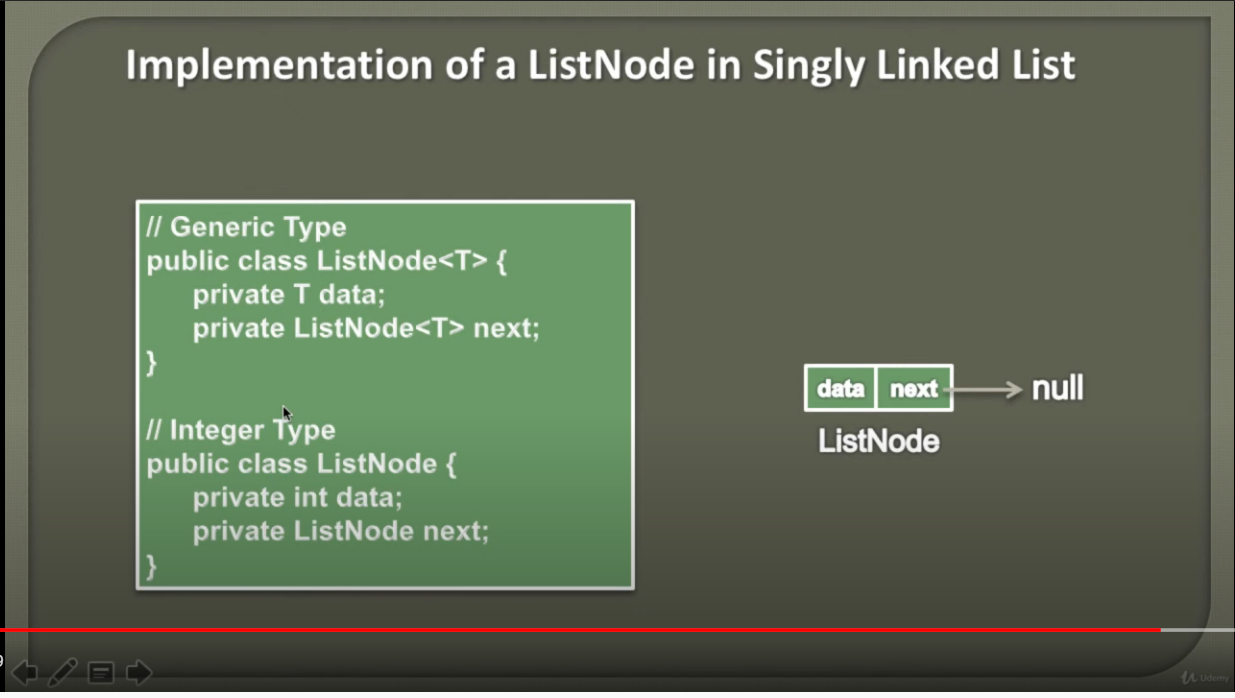 Implementation of a ListNode in Singly Linked List
// Generic Type
public class ListNode<T> {
private T data;
private ListNode<T> next;
}
// Integer Type
public class ListNode {
private int data;
private ListNode next;
}
data next null
ListNode
9
Udemy